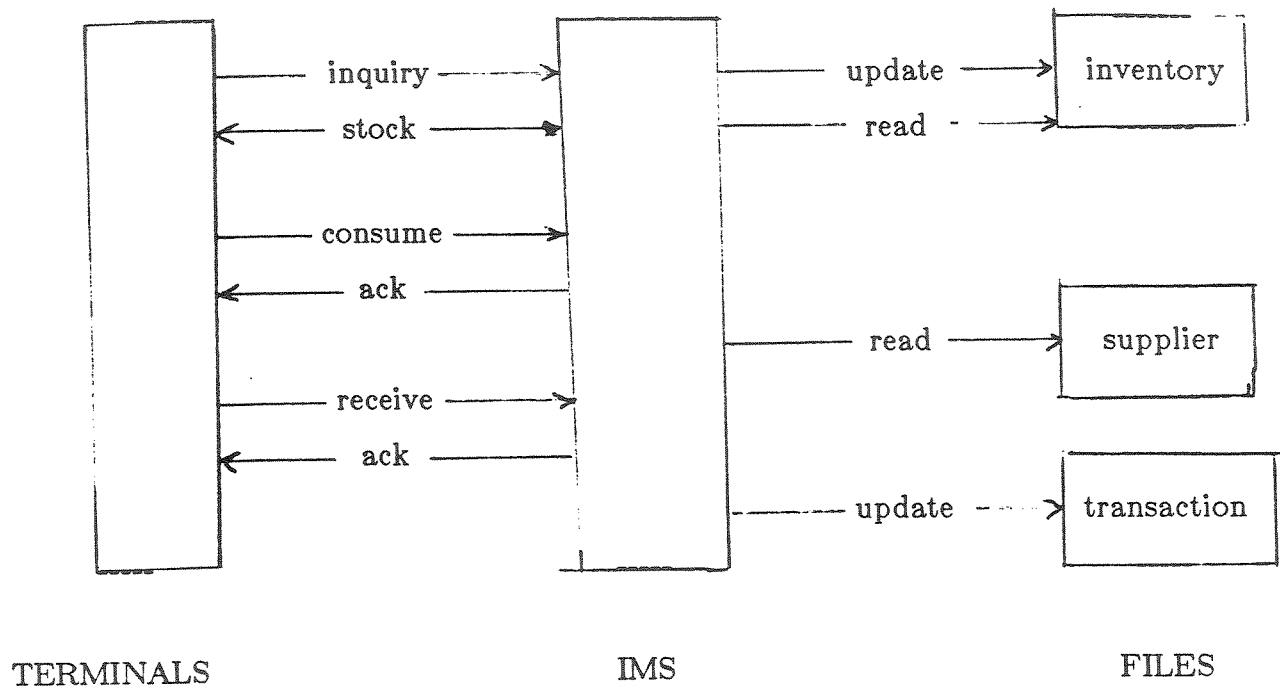 inquiry
update
inventory
stock
read
consume
ack
read
supplier
receive
ack
update
transaction
TERMINALS
IMS
FILES